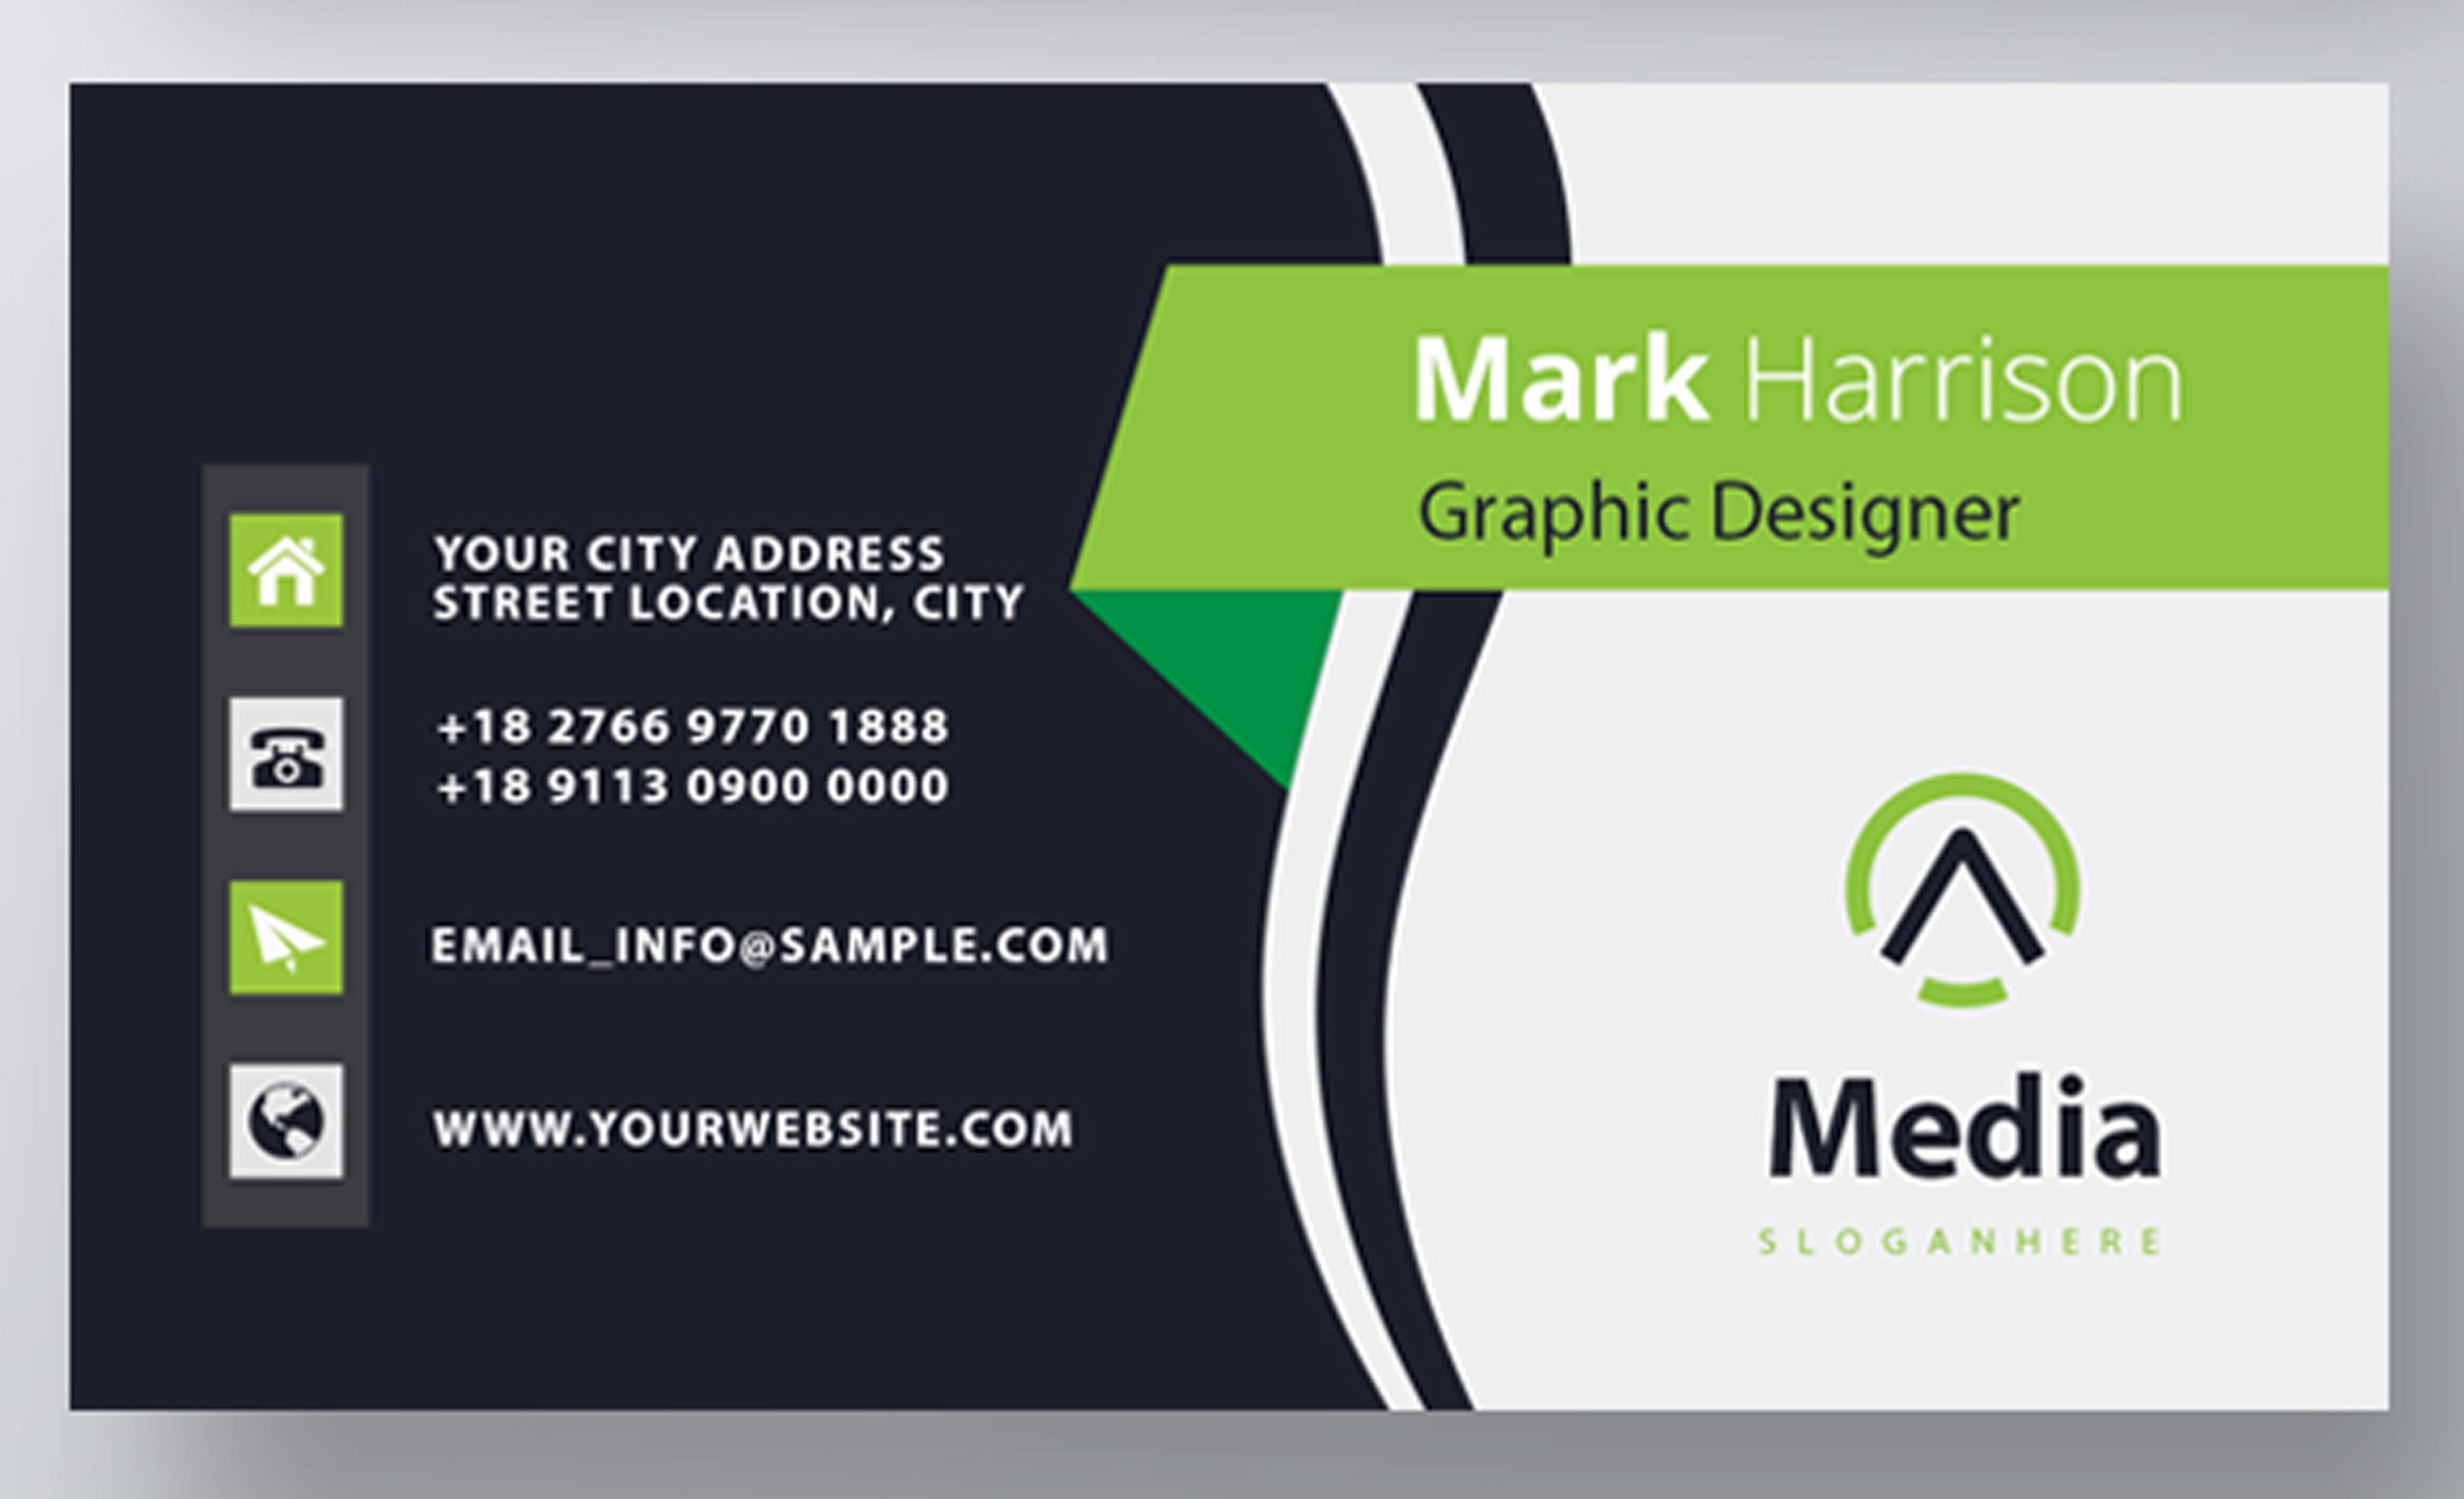 Mark Harrison
Graphic Designer
YOUR CITY ADDRESS
STREET LOCATION, CITY
+18 2766 9770 1888
+18 9113 0900 0000
EMAIL_INFO@SAMPLE.COM
WWW.YOURWEBSITE.COM
Media
SLOGANHERE